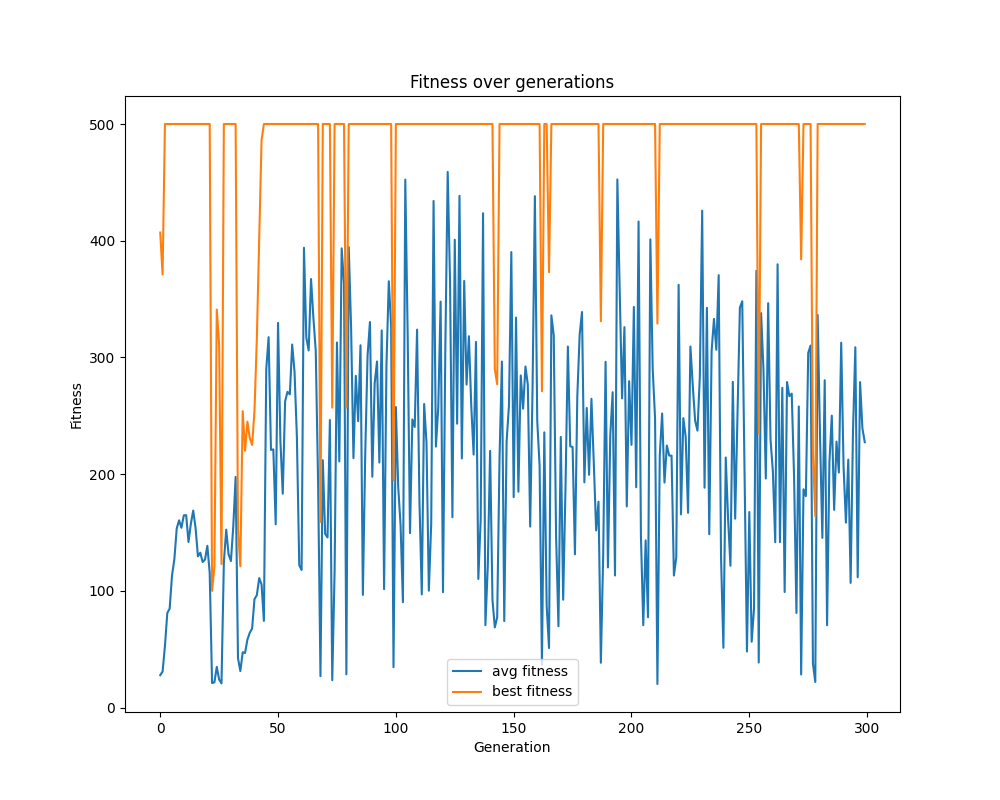 Fitness over generations
500
400
300
200
100
0
Fitness
0 50 100 150 200 250 300
Generation
avg fitness
best fitness